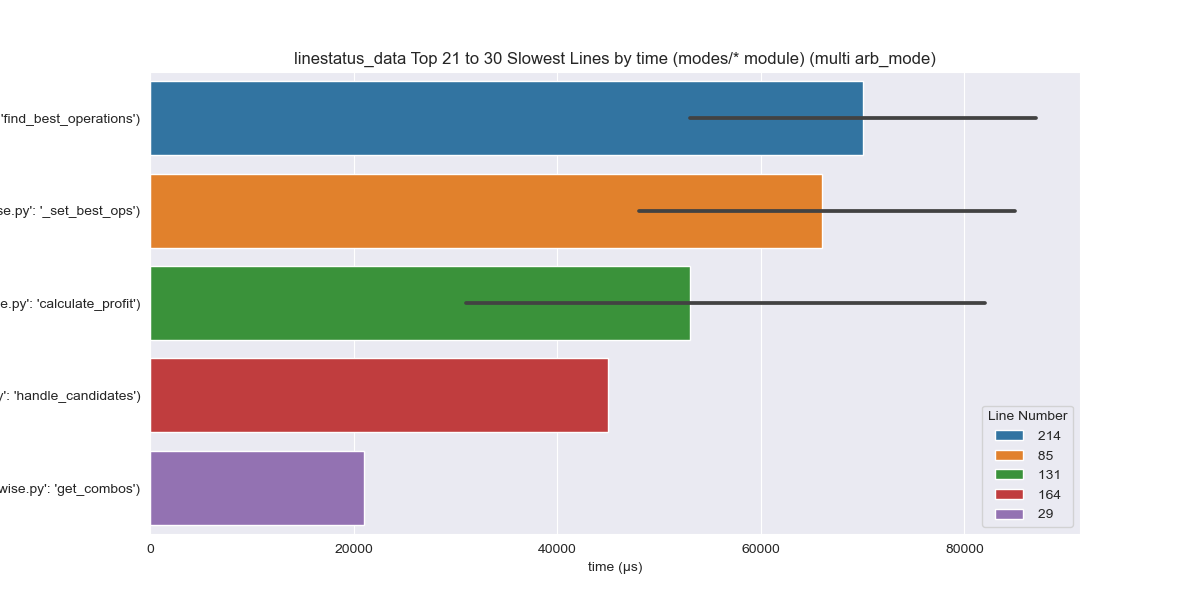 linestatus_data Top 21 to 30 Slowest Lines by time (modes/* module) (multi arb_mode)
'find_best_operations')
se.py': '_set_best_ops')
e.py': 'calculate_profit')
y': 'handle_candidates')
wise.py': 'get_combos')
Line Number
214
85
131
164
29
0 20000 40000 60000 80000
time (µs)